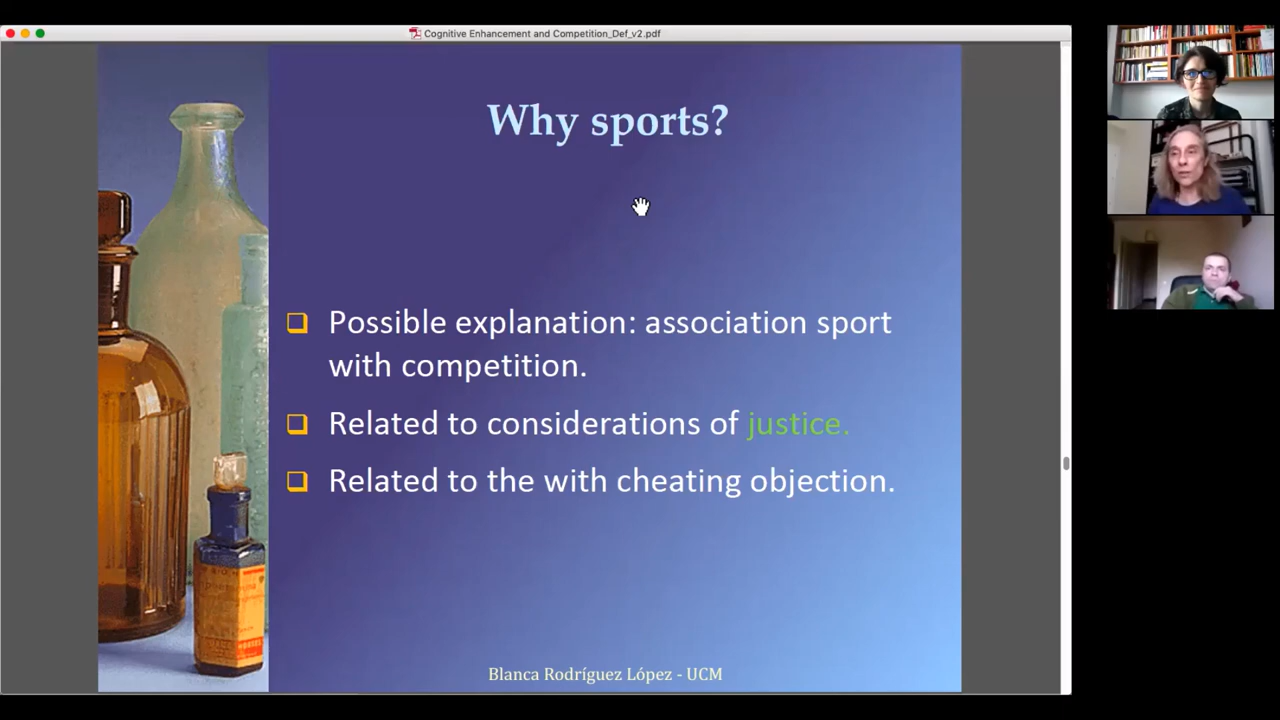 Cognitive Enhancement and Competition_Def_v2.pdf
Why sports?
Possible explanation: association sport
with competition.
Related to considerations of justice.
Related to the with cheating objection.
Blanca Rodríguez López - UCM